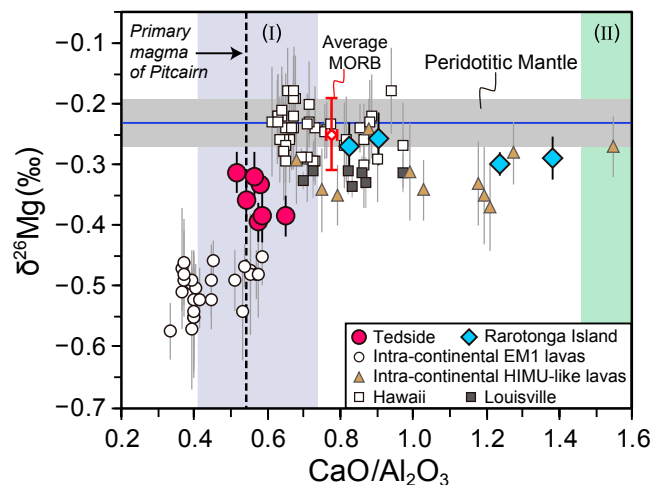 Primary
magma
of Pitcairn
(I)
Average
MORB
(II)
Peridotitic Mantle
δ²⁶Mg (‰)
−0.1
−0.2
−0.3
−0.4
−0.5
−0.6
−0.7
Tedside
Rarotonga Island
Intra-continental EM1 lavas
Intra-continental HIMU-like lavas
Hawaii
Louisville
0.2 0.4 0.6 0.8 1.0 1.2 1.4 1.6
CaO/Al₂O₃